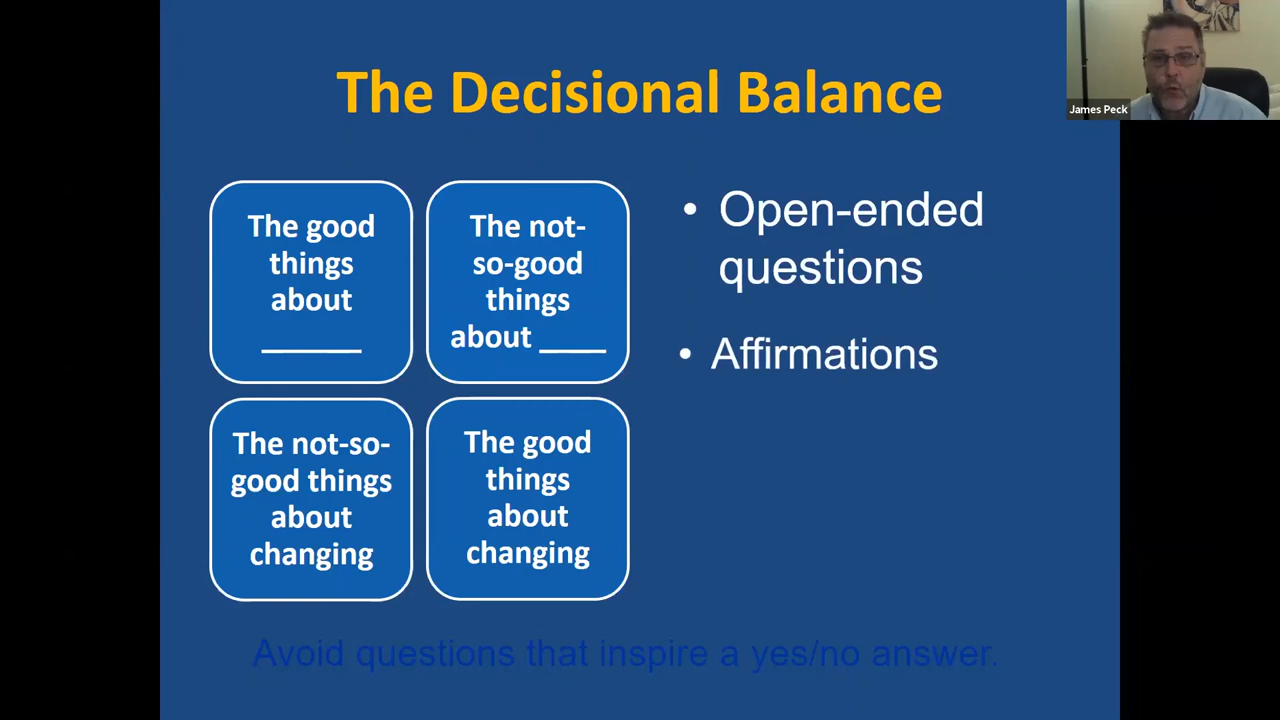 The Decisional Balance
James Peck
The good
things
about
______
The not-
so-good
things
about ____
The not-so-
good things
about
changing
The good
things
about
changing
• Open-ended
questions
• Affirmations
Avoid questions that inspire a yes/no answer.